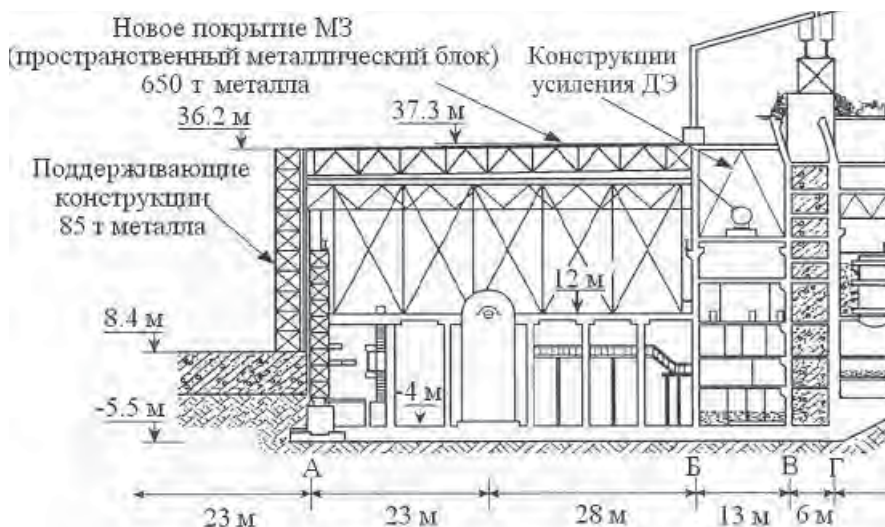 Новое покрытие МЗ
(пространственный металлический блок)
650 т металла
Конструкции
усиления ДЭ
36.2 м
37.3 м
Поддерживающие
конструкции
85 т металла
12 м
8.4 м
-4 м
-5.5 м
А
Б
В
Г
23 м
23 м
28 м
13 м
6 м